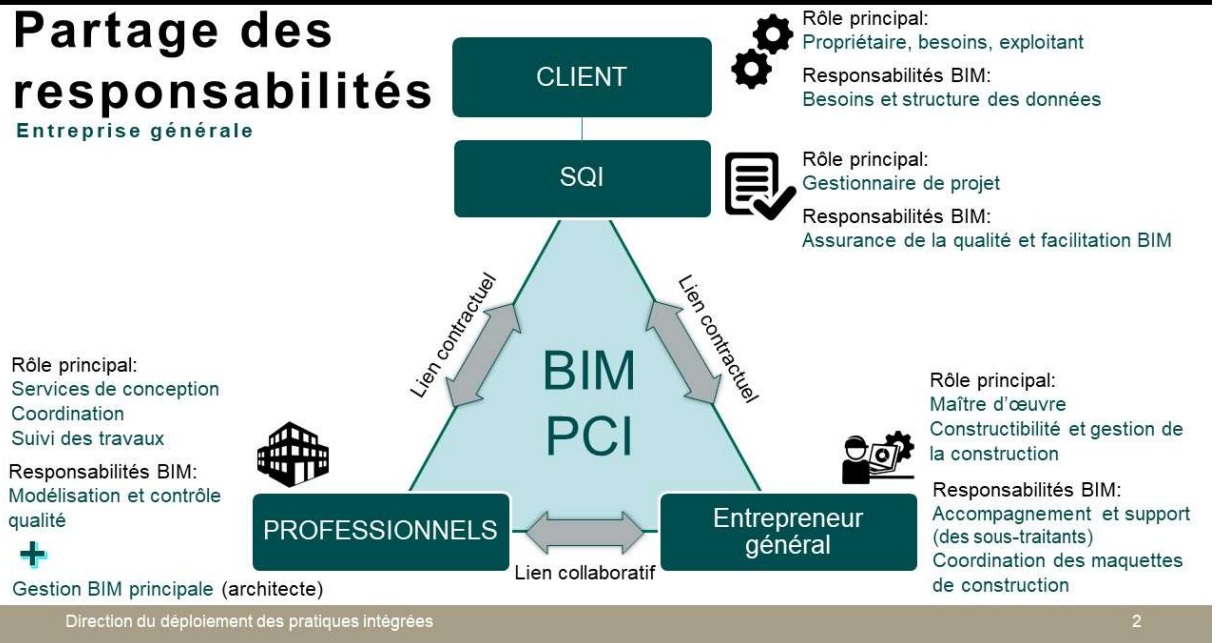 Partage des
responsabilités
Entreprise générale
CLIENT
Rôle principal:
Propriétaire, besoins, exploitant
Responsabilités BIM:
Besoins et structure des données
SQI
Rôle principal:
Gestionnaire de projet
Responsabilités BIM:
Assurance de la qualité et facilitation BIM
Lien contractuel
Lien contractuel
BIM
PCI
Rôle principal:
Services de conception
Coordination
Suivi des travaux
Responsabilités BIM:
Modélisation et contrôle
qualité
+
Gestion BIM principale (architecte)
PROFESSIONNELS
Lien collaboratif
Entrepreneur
général
Rôle principal:
Maître d'œuvre
Constructibilité et gestion de
la construction
Responsabilités BIM:
Accompagnement et support
(des sous-traitants)
Coordination des maquettes
de construction
Direction du déploiement des pratiques intégrées
2